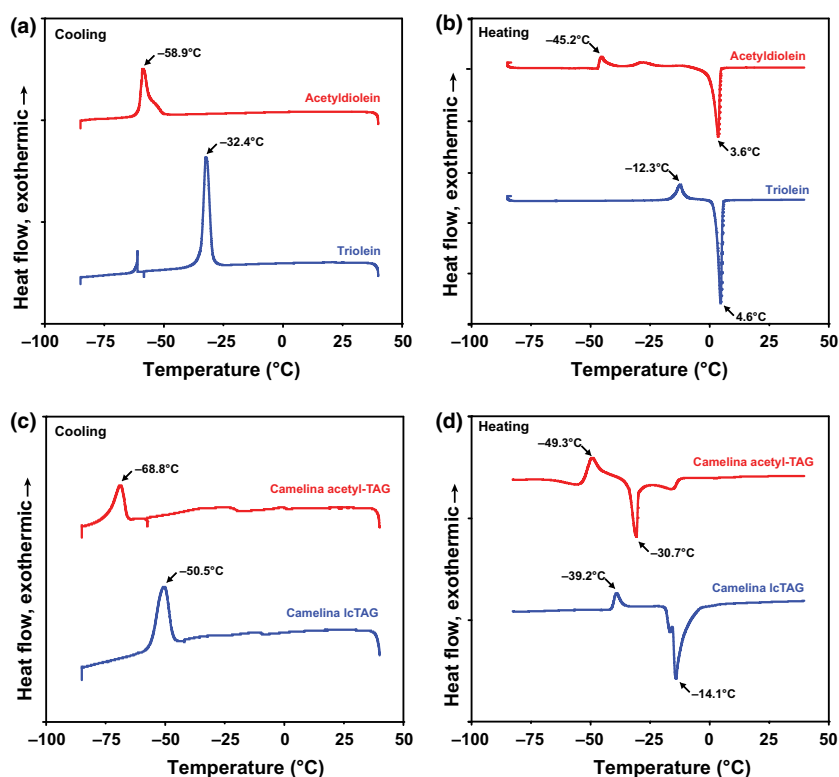 (a)
Cooling
–58.9°C
Acetyldiolein
–32.4°C
Triolein
Heat flow, exothermic →
–100 –75 –50 –25 0 25 50
Temperature (°C)
(b)
Heating
–45.2°C
Acetyldiolein
3.6°C
–12.3°C
Triolein
4.6°C
Heat flow, exothermic →
–100 –75 –50 –25 0 25 50
Temperature (°C)
(c)
Cooling
–68.8°C
Camelina acetyl-TAG
–50.5°C
Camelina lcTAG
Heat flow, exothermic →
–100 –75 –50 –25 0 25 50
Temperature (°C)
(d)
Heating
–49.3°C
Camelina acetyl-TAG
–30.7°C
–39.2°C
Camelina lcTAG
–14.1°C
Heat flow, exothermic →
–100 –75 –50 –25 0 25 50
Temperature (°C)